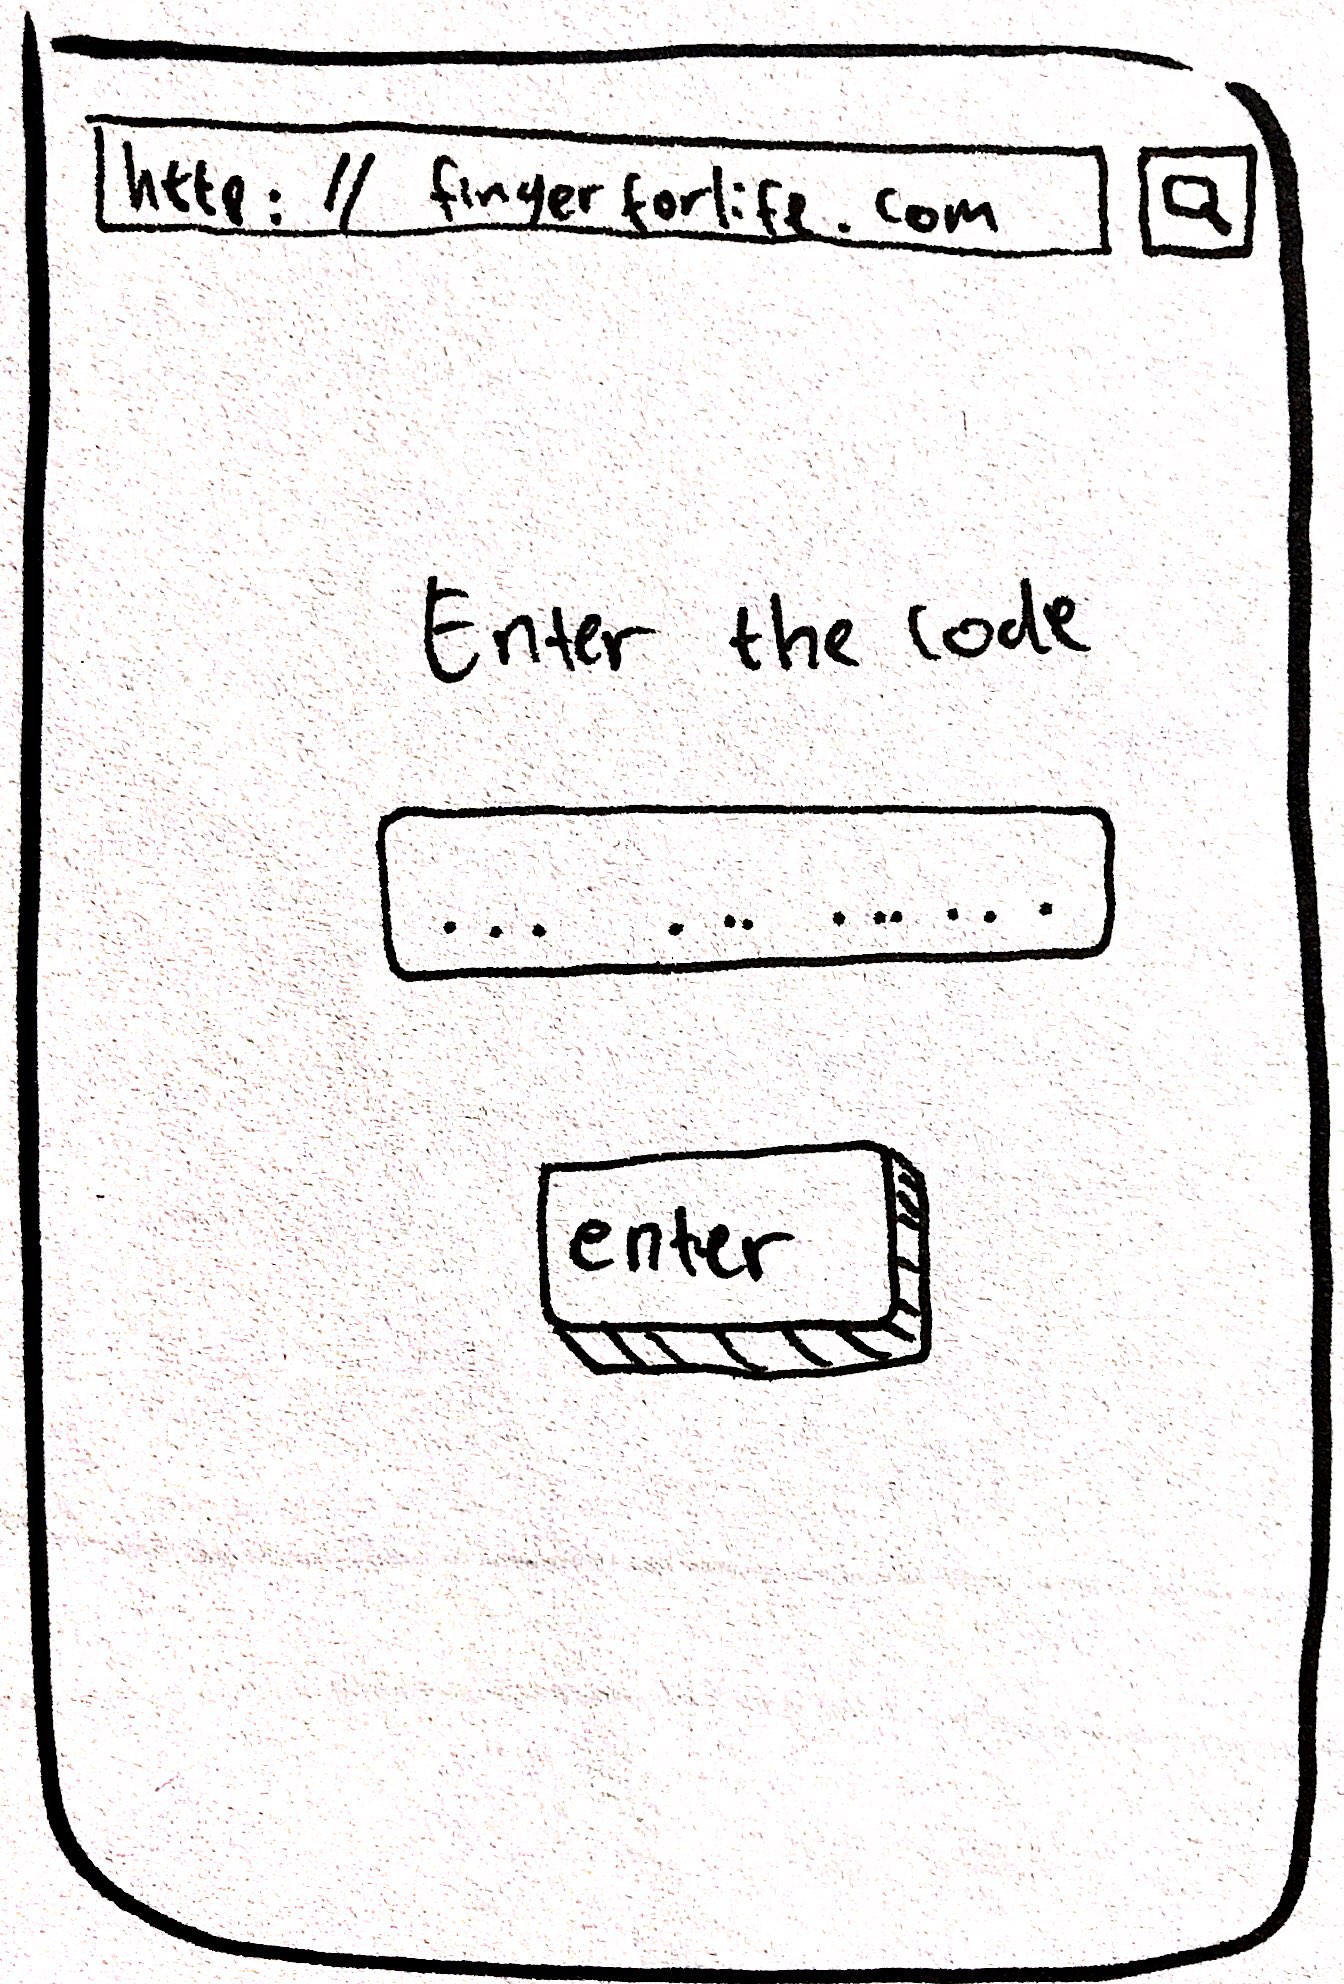 http://fingerforlife.com
Enter the code
... ... ......
enter